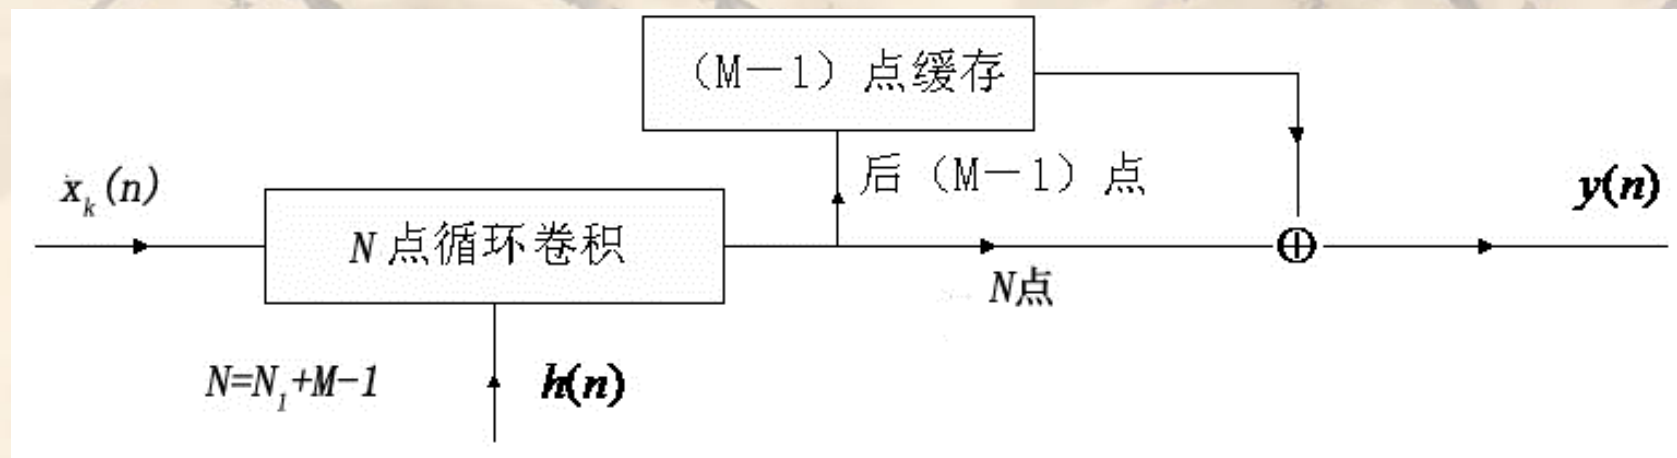 （M－1）点缓存
后（M－1）点
x_k(n)
y(n)
N点循环卷积
N点
N=N_1+M-1
h(n)